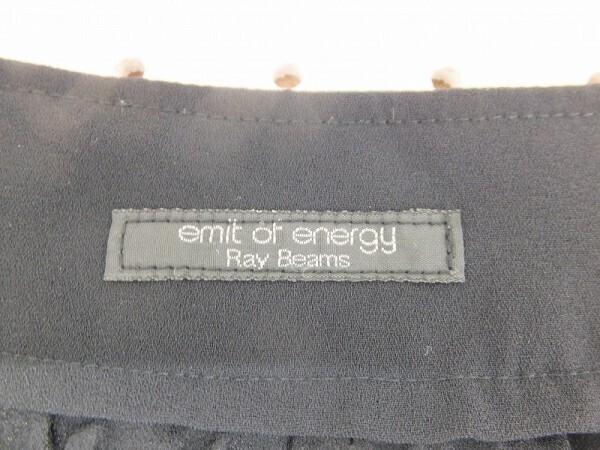 emit of energy
Ray Beams